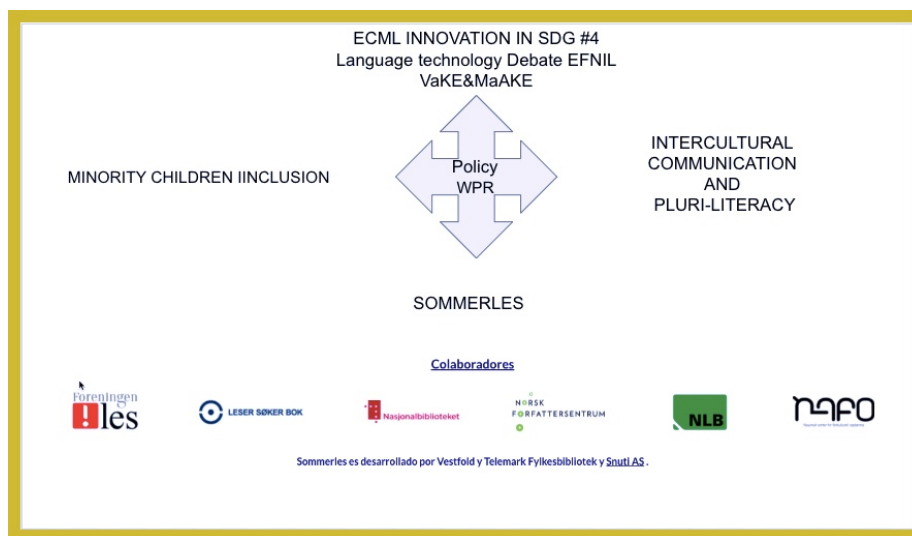 ECML INNOVATION IN SDG #4
Language technology Debate EFNIL
VaKE&MaAKE
Policy
WPR
MINORITY CHILDREN IINCLUSION
INTERCULTURAL
COMMUNICATION
AND
PLURI-LITERACY
SOMMERLES
Colaboradores
Foreningen
!les
LESER SØKER BOK
Nasjonalbiblioteket
NORSK
FORFATTERSENTRUM
NLB
NAFO
Sommerles es desarrollado por Vestfold y Telemark Fylkesbibliotek y Snuti AS .